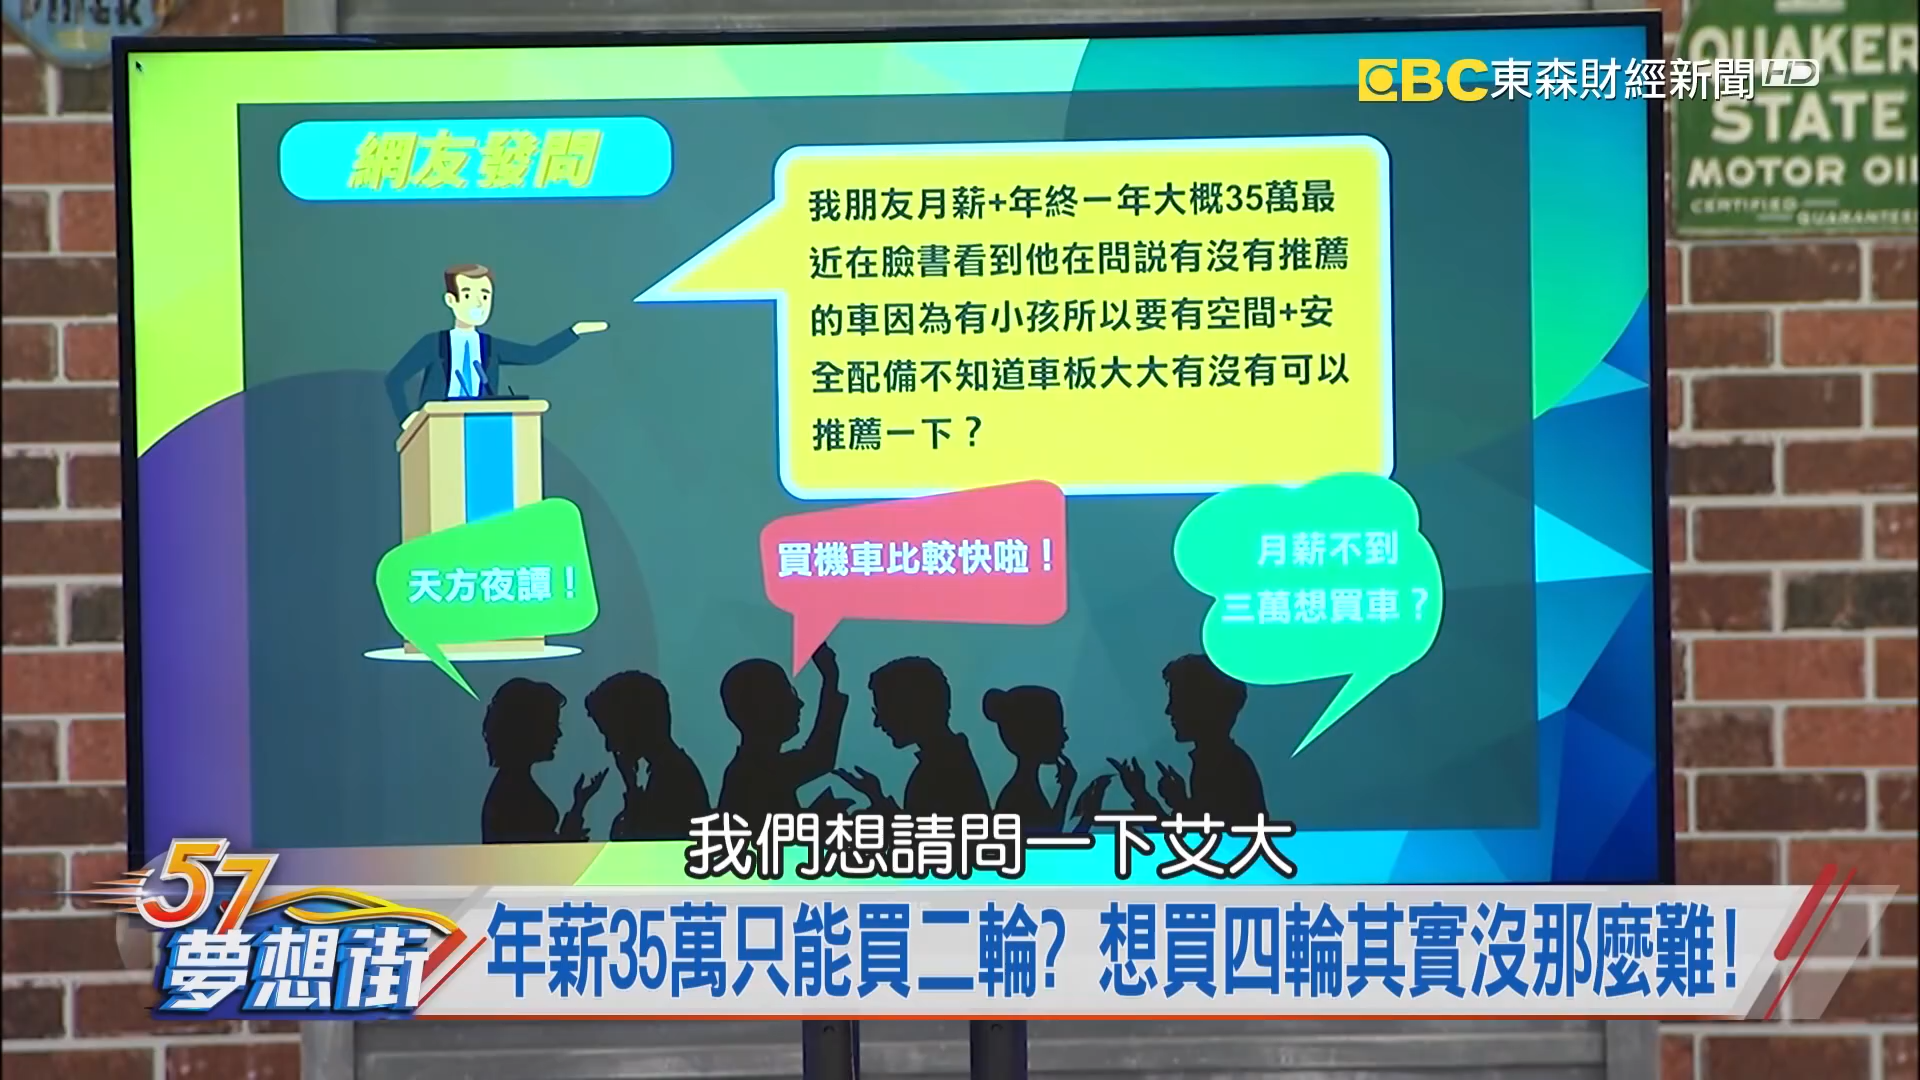 EBC東森財經新聞HD
QUAKER
STATE
MOTOR OIL
CERTIFIED
GUARANTEED
網友發問
我朋友月薪+年終一年大概35萬最
近在臉書看到他在問説有沒有推薦
的車因為有小孩所以要有空間+安
全配備不知道車板大大有沒有可以
推薦一下？
天方夜譚！
買機車比較快啦！
月薪不到
三萬想買車？
我們想請問一下艾大
57
夢想街
年薪35萬只能買二輪? 想買四輪其實沒那麼難!